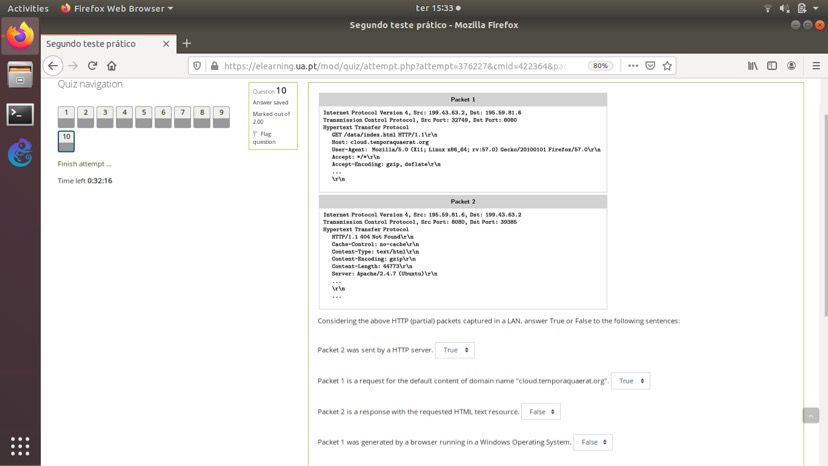 Activities
Firefox Web Browser
ter 15:33
Segundo teste prático - Mozilla Firefox
Segundo teste prático
https://elearning.ua.pt/mod/quiz/attempt.php?attempt=376227&cmid=422364&pa
80%
Quiz navigation
1 2 3 4 5 6 7 8 9
10
Finish attempt ...
Time left 0:32:16
Question 10
Answer saved
Marked out of
2.00
Flag
question
Packet 1
Internet Protocol Version 4, Src: 199.43.63.2, Dst: 195.59.81.6
Transmission Control Protocol, Src Port: 32749, Dst Port: 8080
Hypertext Transfer Protocol
GET /data/index.html HTTP/1.1\r\n
Host: cloud.temporaquaerat.org
User-Agent: Mozilla/5.0 (X11; Linux x86_64; rv:57.0) Gecko/20100101 Firefox/57.0\r\n
Accept: */*\r\n
Accept-Encoding: gzip, deflate\r\n
...
\r\n
Packet 2
Internet Protocol Version 4, Src: 195.59.81.6, Dst: 199.43.63.2
Transmission Control Protocol, Src Port: 8080, Dst Port: 39385
Hypertext Transfer Protocol
HTTP/1.1 404 Not Found\r\n
Cache-Control: no-cache\r\n
Content-Type: text/html\r\n
Content-Encoding: gzip\r\n
Content-Length: 44773\r\n
Server: Apache/2.4.7 (Ubuntu)\r\n
...
\r\n
...
Considering the above HTTP (partial) packets captured in a LAN, answer True or False to the following sentences:
Packet 2 was sent by a HTTP server. True
Packet 1 is a request for the default content of domain name "cloud.temporaquaerat.org". True
Packet 2 is a response with the requested HTML text resource. False
Packet 1 was generated by a browser running in a Windows Operating System. False